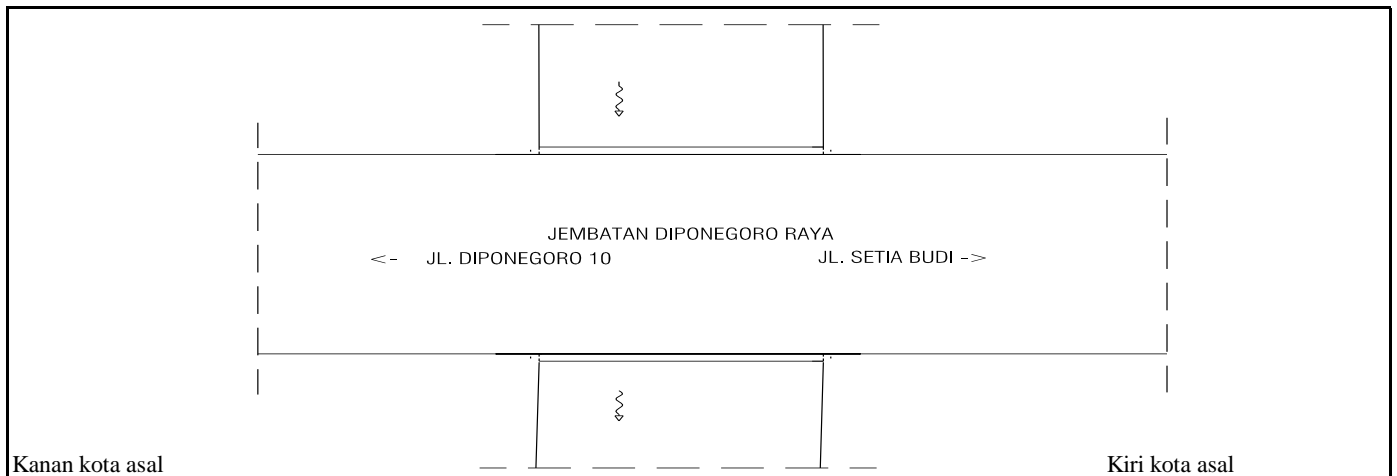 JEMBATAN DIPONEGORO RAYA
<- JL. DIPONEGORO 10 JL. SETIA BUDI ->
Kanan kota asal Kiri kota asal